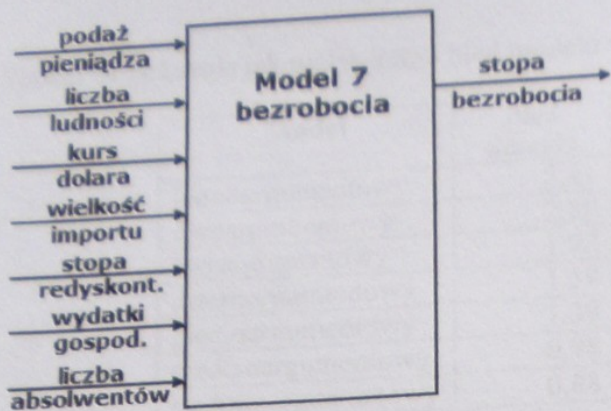 podaż
pieniądza
liczba
ludności
kurs
dolara
wielkość
importu
stopa
redyskont.
wydatki
gospod.
liczba
absolwentów
Model 7
bezrobocia
stopa
bezrobocia